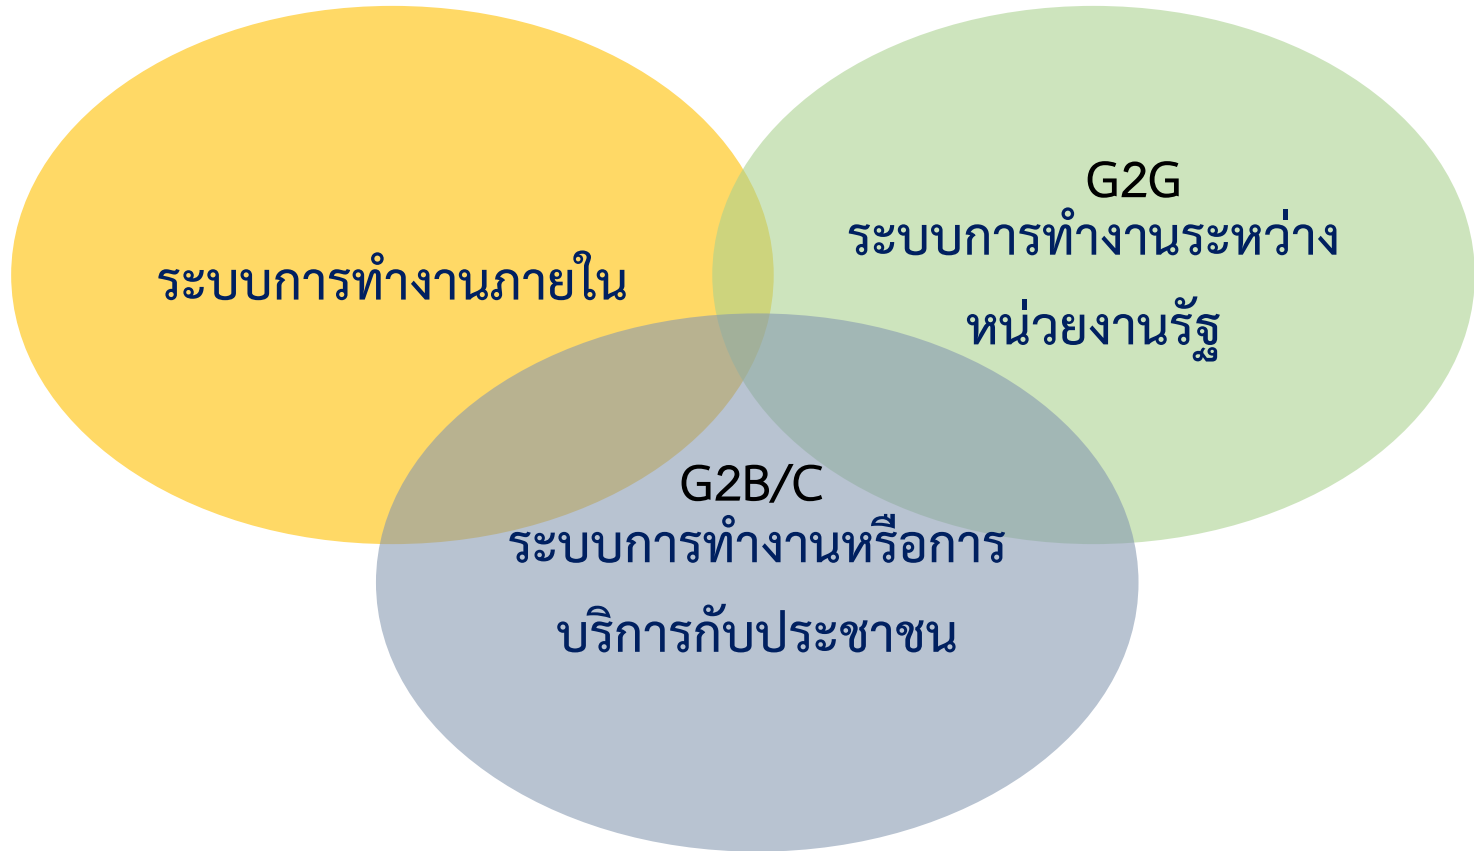 ระบบการทำงานภายใน
G2G
ระบบการทำงานระหว่าง
หน่วยงานรัฐ
G2B/C
ระบบการทำงานหรือการ
บริการกับประชาชน